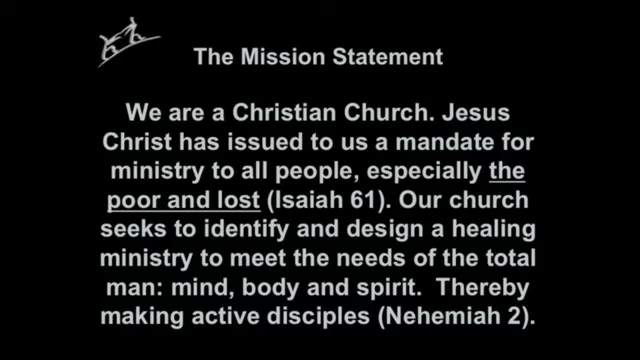 The Mission Statement
We are a Christian Church. Jesus
Christ has issued to us a mandate for
ministry to all people, especially the
poor and lost (Isaiah 61). Our church
seeks to identify and design a healing
ministry to meet the needs of the total
man: mind, body and spirit.  Thereby
making active disciples (Nehemiah 2).